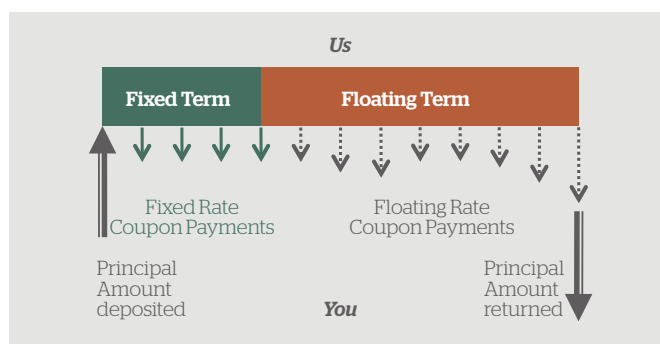 Us
Fixed Term
Floating Term
Fixed Rate
Coupon Payments
Floating Rate
Coupon Payments
Principal
Amount
deposited
You
Principal
Amount
returned